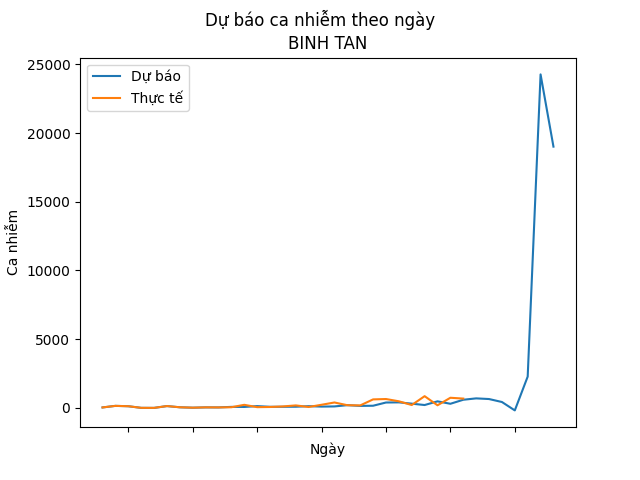 Dự báo ca nhiễm theo ngày
BINH TAN
Dự báo
Thực tế
25000
20000
15000
10000
5000
0
Ca nhiễm
Ngày